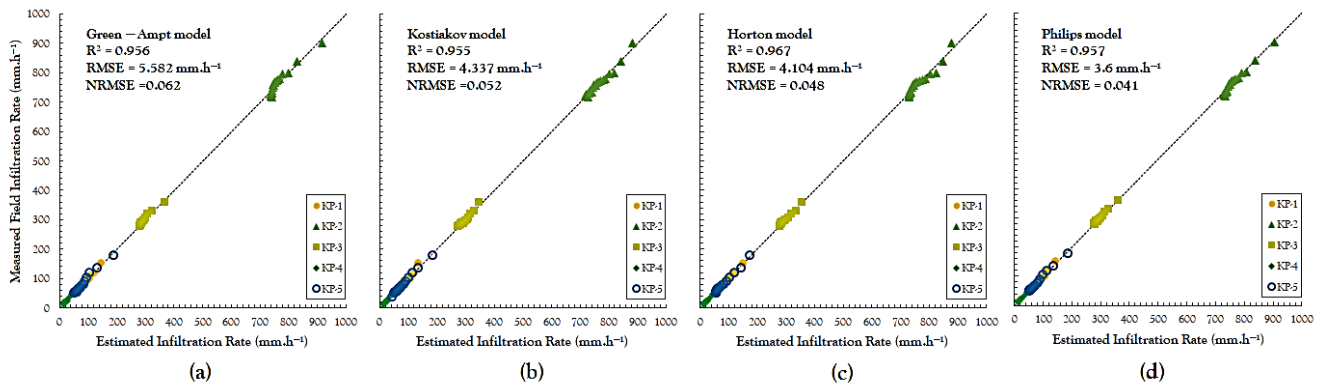 Measured Field Infiltration Rate (mm.h⁻¹)
1000
900
800
700
600
500
400
300
200
100
0
Green – Ampt model
R² = 0.956
RMSE = 5.582 mm.h⁻¹
NRMSE =0.062
KP-1
KP-2
KP-3
KP-4
KP-5
0 100 200 300 400 500 600 700 800 900 1000
Estimated Infiltration Rate (mm.h⁻¹)
(a)
Kostiakov model
R² = 0.955
RMSE = 4.337 mm.h⁻¹
NRMSE =0.052
KP-1
KP-2
KP-3
KP-4
KP-5
0 100 200 300 400 500 600 700 800 900 1000
Estimated Infiltration Rate (mm.h⁻¹)
(b)
Horton model
R² = 0.967
RMSE = 4.104 mm.h⁻¹
NRMSE = 0.048
KP-1
KP-2
KP-3
KP-4
KP-5
0 100 200 300 400 500 600 700 800 900 1000
Estimated Infiltration Rate (mm.h⁻¹)
(c)
Philips model
R² = 0.957
RMSE = 3.6 mm.h⁻¹
NRMSE = 0.041
KP-1
KP-2
KP-3
KP-4
KP-5
0 100 200 300 400 500 600 700 800 900 1000
Estimated Infiltration Rate (mm.h⁻¹)
(d)